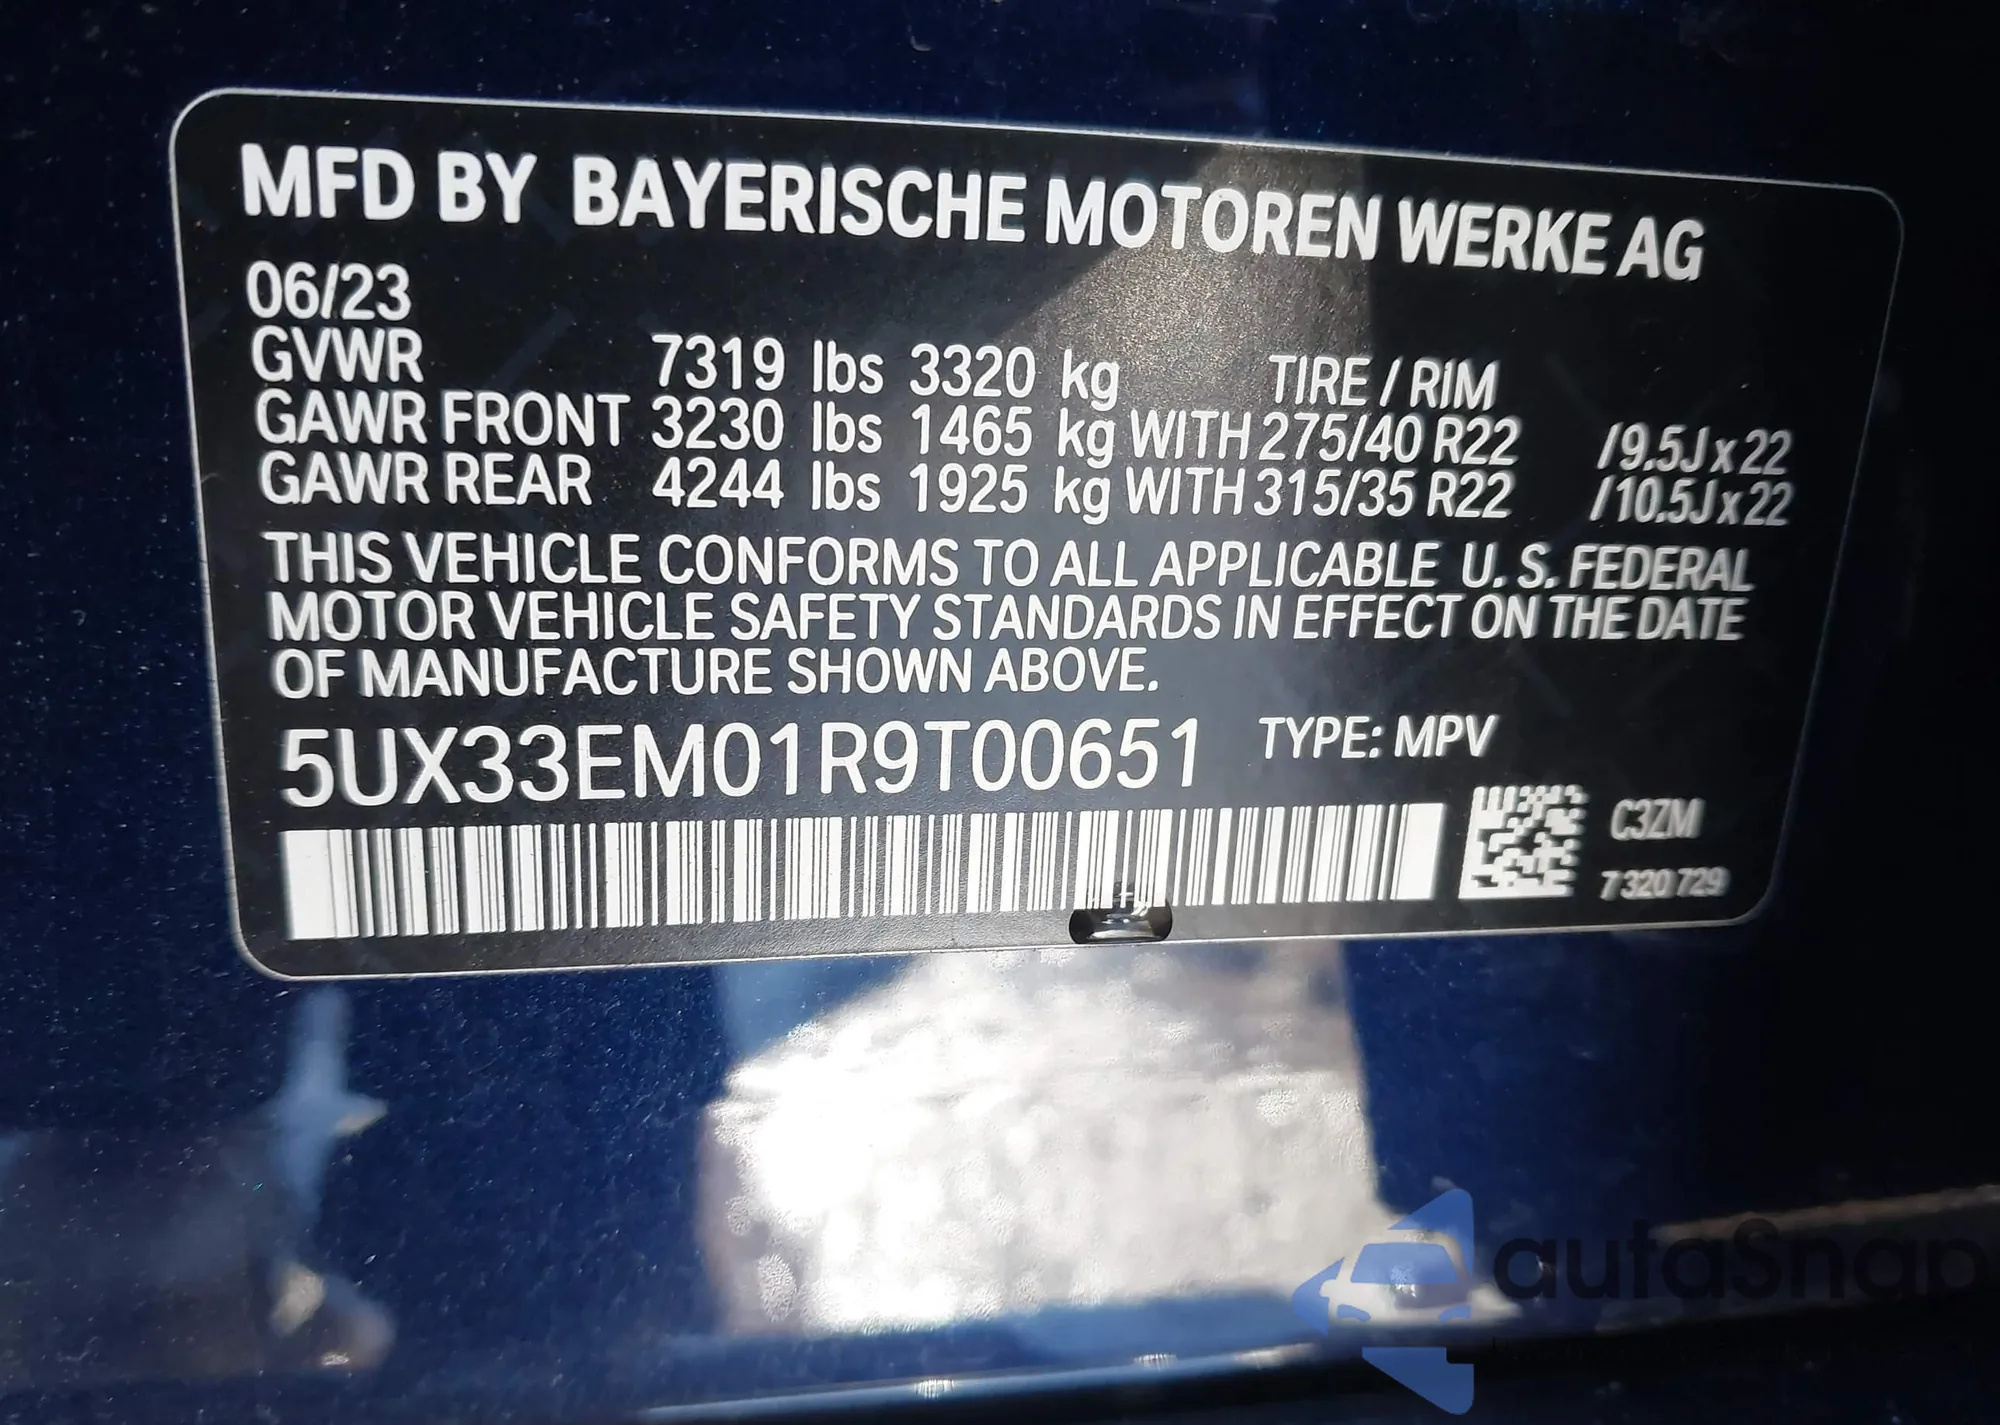 MFD BY BAYERISCHE MOTOREN WERKE AG
06/23
GVWR 7319 lbs 3320 kg TIRE / RIM
GAWR FRONT 3230 lbs 1465 kg WITH 275/40 R22 /9.5J x 22
GAWR REAR 4244 lbs 1925 kg WITH 315/35 R22 /10.5J x 22
THIS VEHICLE CONFORMS TO ALL APPLICABLE U. S. FEDERAL
MOTOR VEHICLE SAFETY STANDARDS IN EFFECT ON THE DATE
OF MANUFACTURE SHOWN ABOVE.
5UX33EM01R9T00651 TYPE: MPV
C3ZM
7 320 729
autaSnap